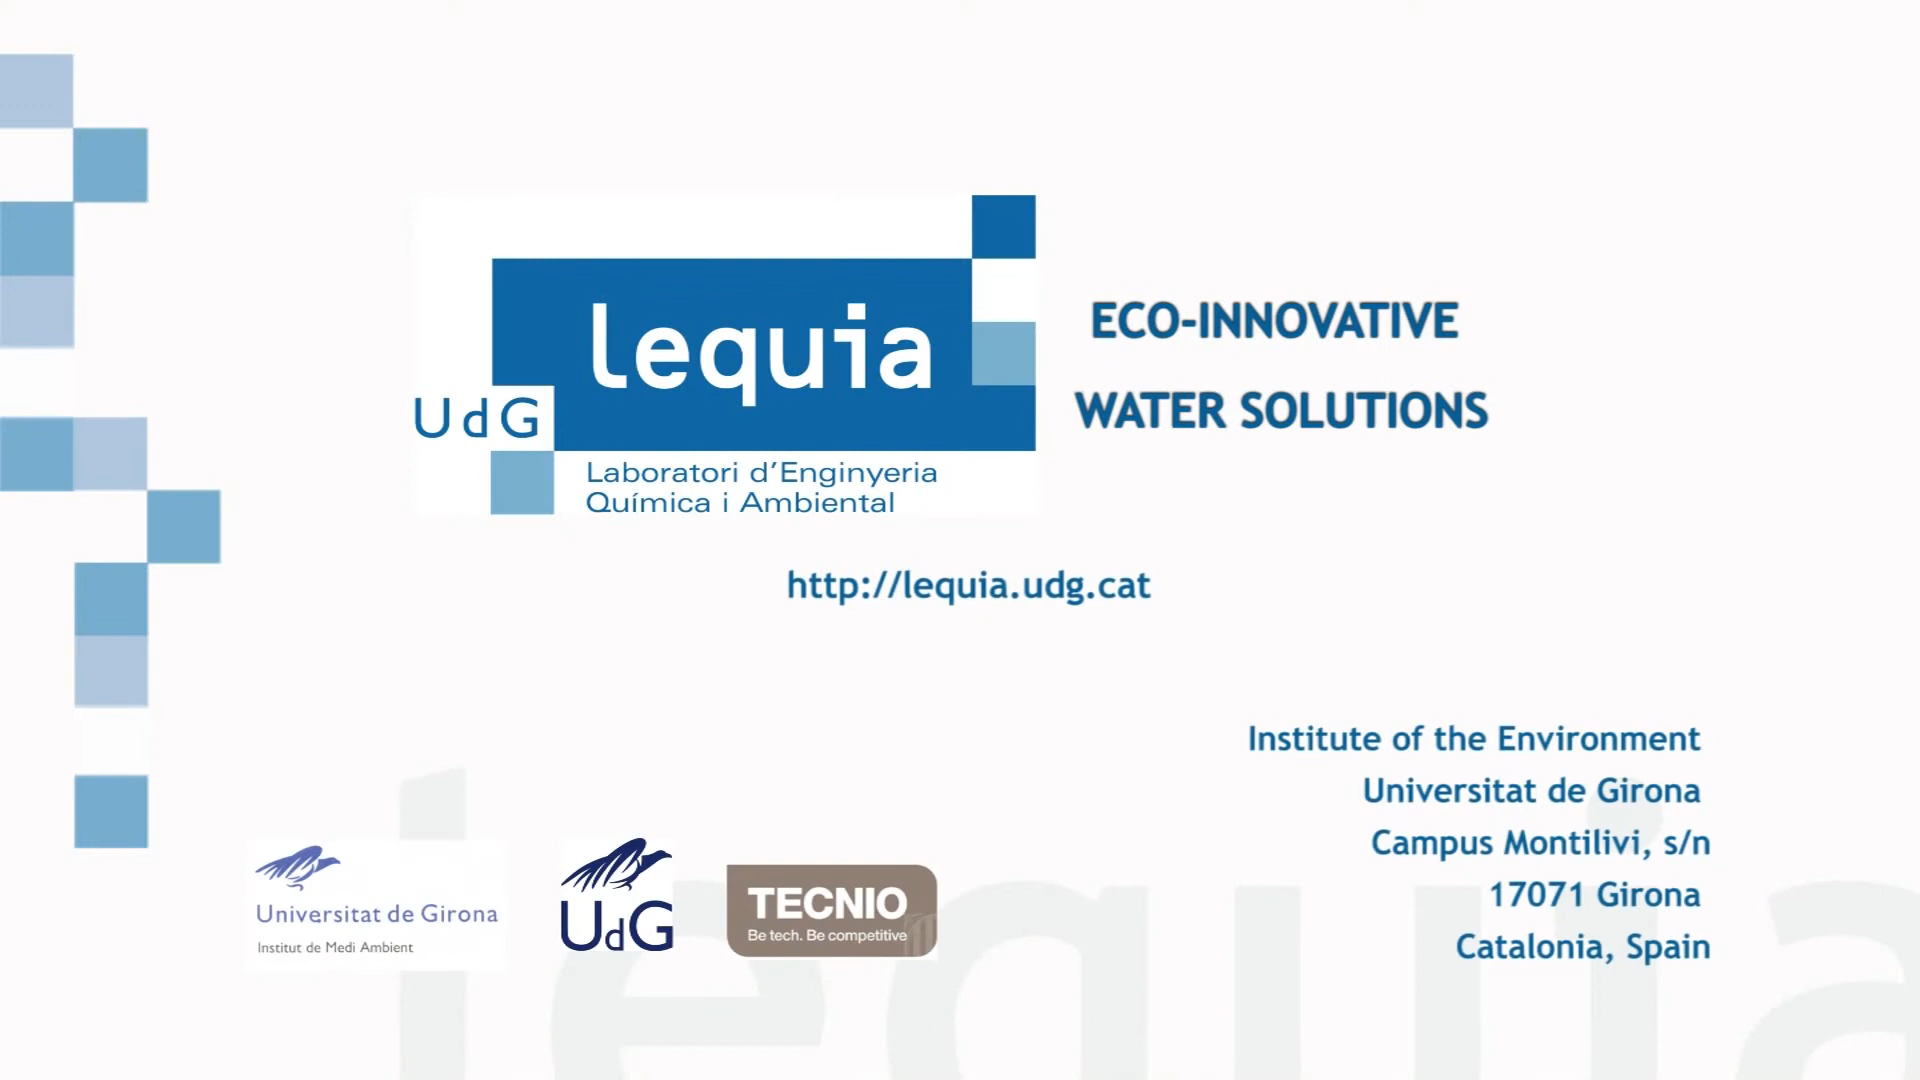 lequia
UdG
Laboratori d'Enginyeria
Química i Ambiental
ECO-INNOVATIVE
WATER SOLUTIONS
http://lequia.udg.cat
Institute of the Environment
Universitat de Girona
Campus Montilivi, s/n
17071 Girona
Catalonia, Spain
Universitat de Girona
Institut de Medi Ambient
UdG
TECNIO
Be tech. Be competitive
lequia